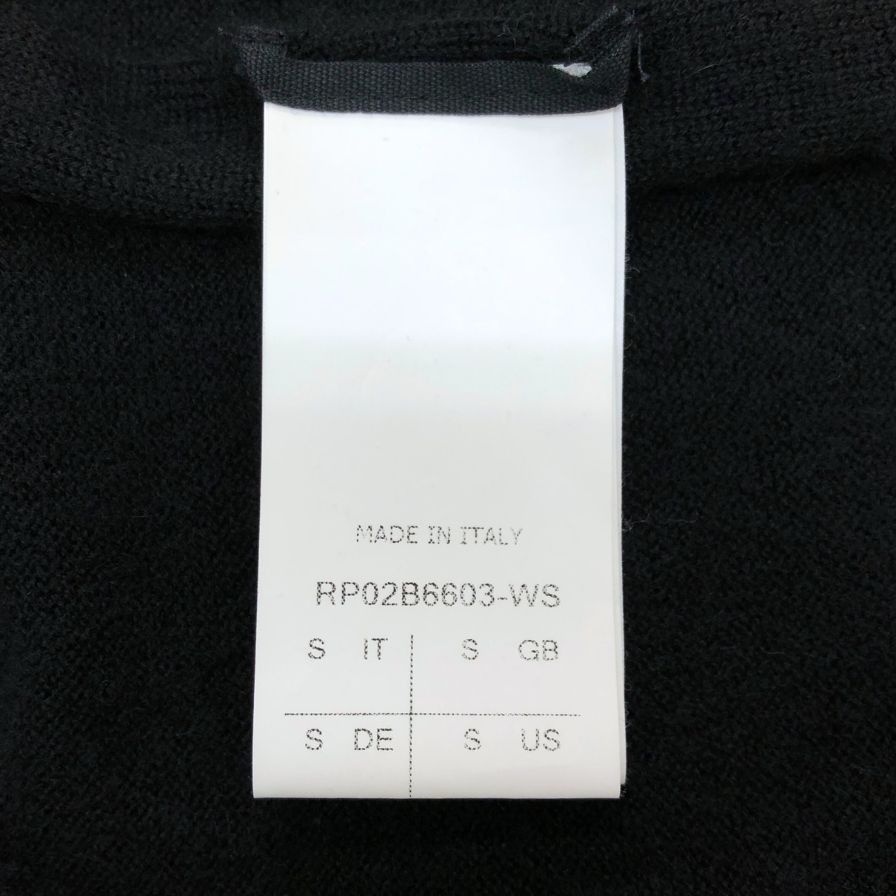 MADE IN ITALY
RP02B6603-WS
S IT S GB
S DE S US